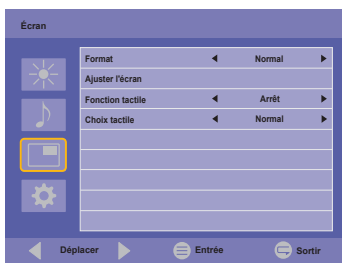 Écran
Format Normal
Ajuster l'écran
Fonction tactile Arrêt
Choix tactile Normal
Déplacer Entrée Sortir